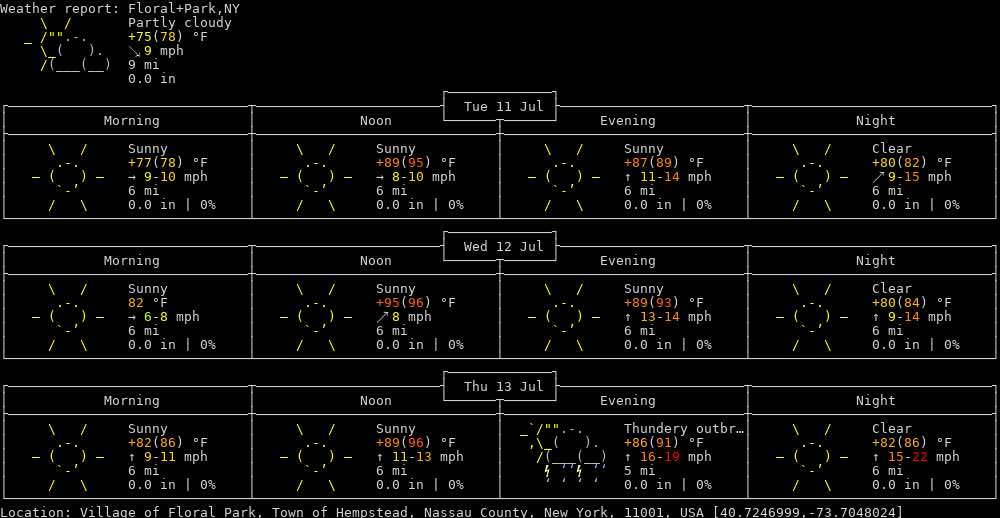 Weather report: Floral+Park,NY
Partly cloudy
+75(78) °F
↘ 9 mph
9 mi
0.0 in
Tue 11 Jul
Morning Noon Evening Night
Sunny Sunny Sunny Clear
+77(78) °F +89(95) °F +87(89) °F +80(82) °F
→ 9-10 mph → 8-10 mph ↑ 11-14 mph ↗ 9-15 mph
6 mi 6 mi 6 mi 6 mi
0.0 in | 0% 0.0 in | 0% 0.0 in | 0% 0.0 in | 0%
Wed 12 Jul
Morning Noon Evening Night
Sunny Sunny Sunny Clear
82 °F +95(96) °F +89(93) °F +80(84) °F
→ 6-8 mph ↗ 8 mph ↑ 13-14 mph ↑ 9-14 mph
6 mi 6 mi 6 mi 6 mi
0.0 in | 0% 0.0 in | 0% 0.0 in | 0% 0.0 in | 0%
Thu 13 Jul
Morning Noon Evening Night
Sunny Sunny Thundery outbr… Clear
+82(86) °F +89(96) °F +86(91) °F +82(86) °F
↑ 9-11 mph ↑ 11-13 mph ↑ 16-19 mph ↑ 15-22 mph
6 mi 6 mi 5 mi 6 mi
0.0 in | 0% 0.0 in | 0% 0.0 in | 0% 0.0 in | 0%
Location: Village of Floral Park, Town of Hempstead, Nassau County, New York, 11001, USA [40.7246999,-73.7048024]